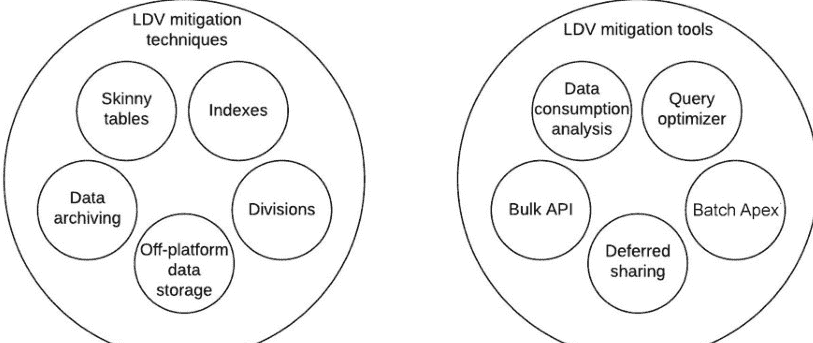 LDV mitigation
techniques
Skinny
tables
Indexes
Data
archiving
Divisions
Off-platform
data
storage
LDV mitigation tools
Data
consumption
analysis
Query
optimizer
Bulk API
Batch Apex
Deferred
sharing